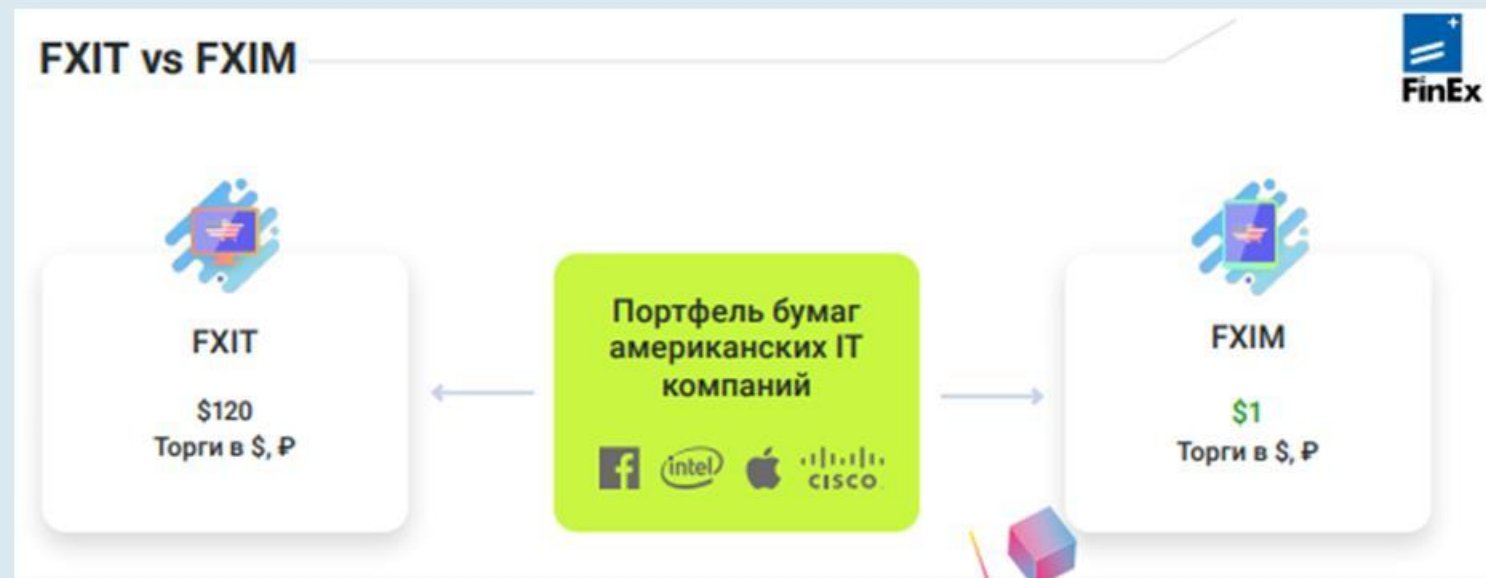 FXIT vs FXIM
FinEx
FXIT
$120
Торги в $, ₽
Портфель бумаг
американских IT
компаний
f
intel
CISCO
FXIM
$1
Торги в $, ₽